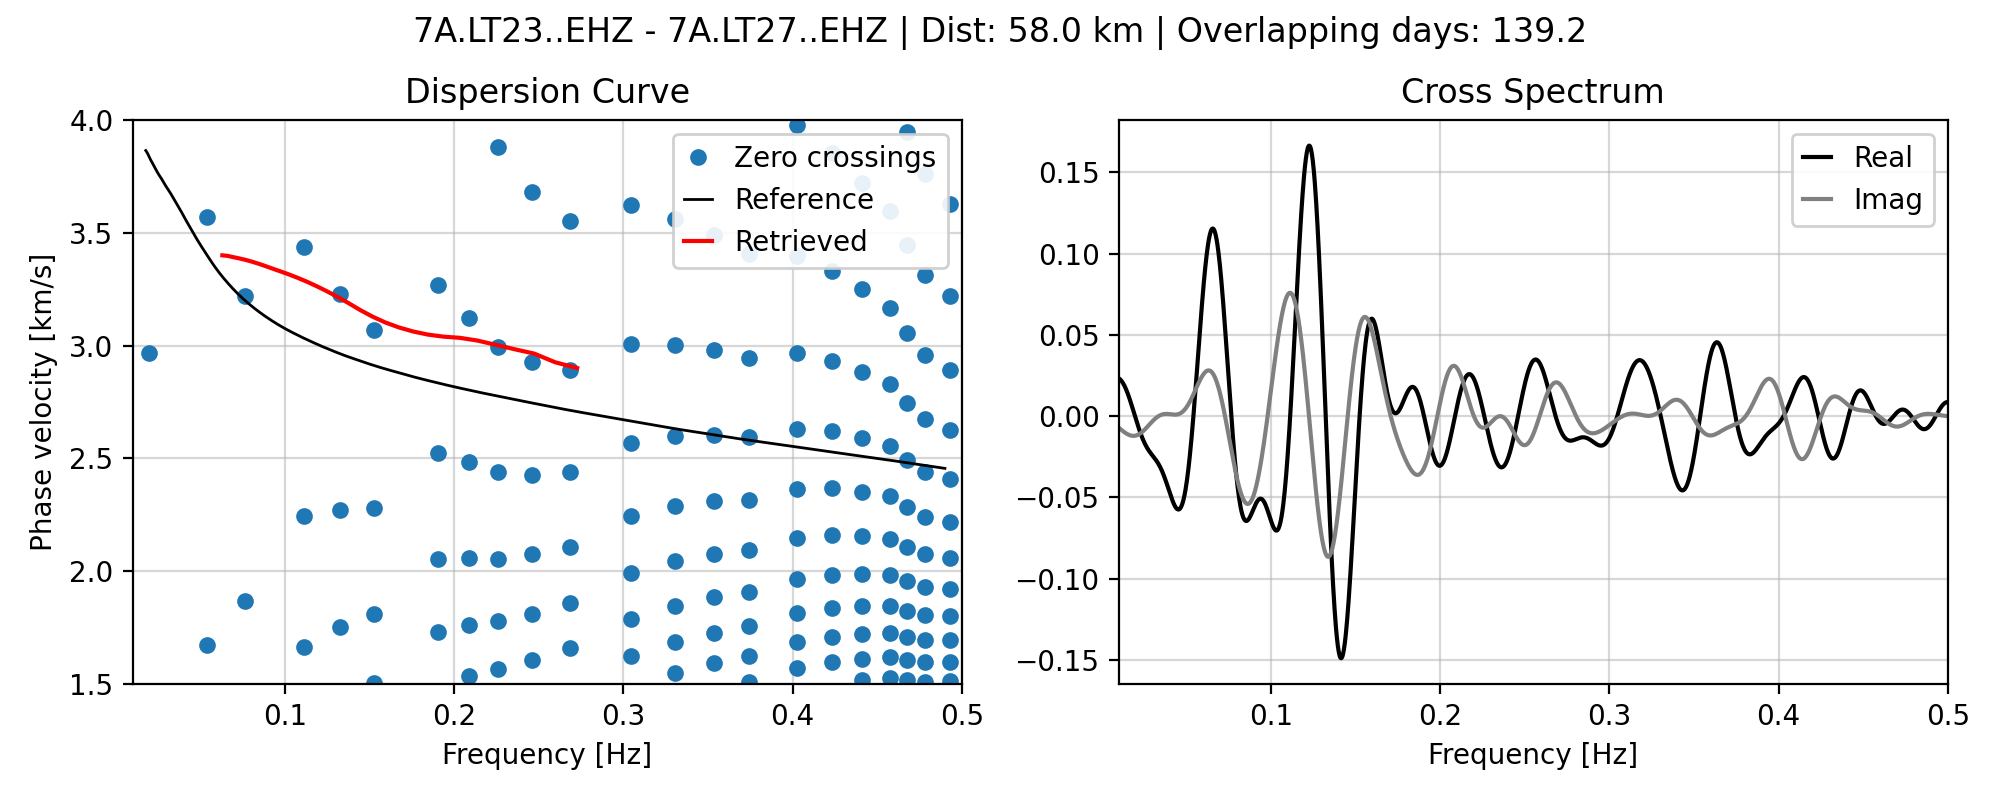 7A.LT23..EHZ - 7A.LT27..EHZ | Dist: 58.0 km | Overlapping days: 139.2
Dispersion Curve
4.0
3.5
3.0
2.5
2.0
1.5
Phase velocity [km/s]
Zero crossings
Reference
Retrieved
0.1 0.2 0.3 0.4 0.5
Frequency [Hz]
Cross Spectrum
0.15
0.10
0.05
0.00
−0.05
−0.10
−0.15
Real
Imag
0.1 0.2 0.3 0.4 0.5
Frequency [Hz]